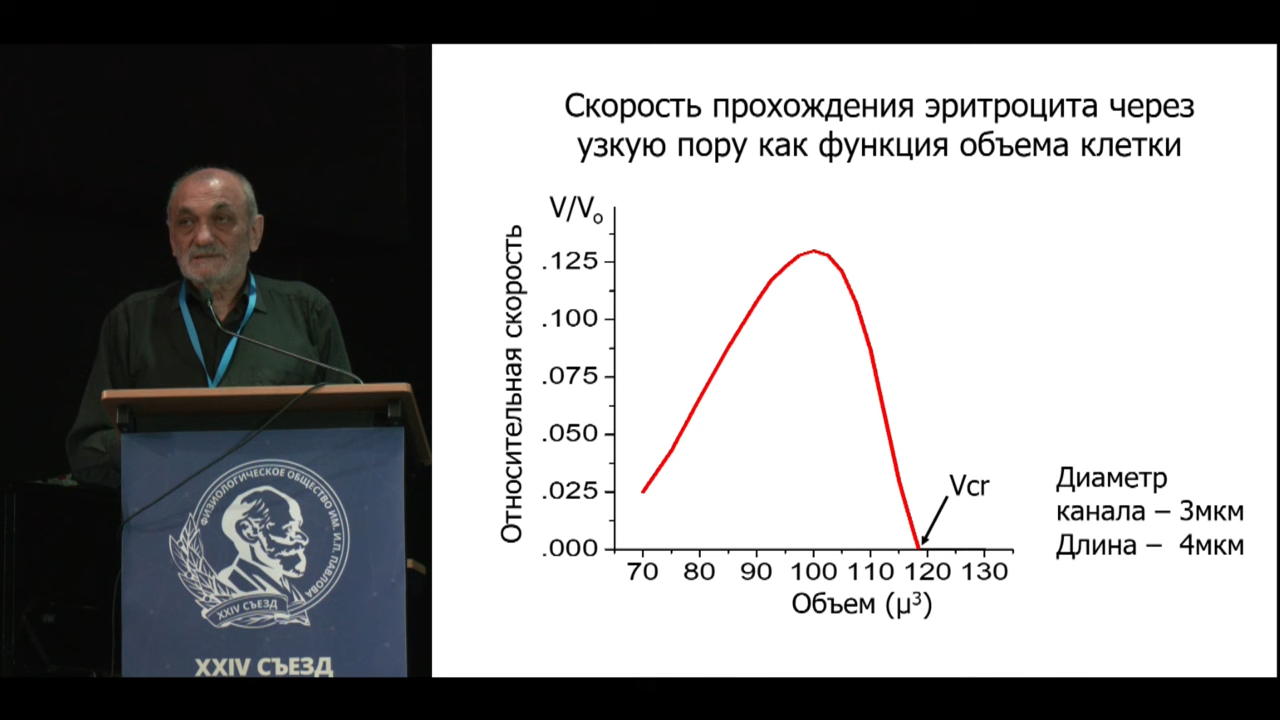 Скорость прохождения эритроцита через
узкую пору как функция объема клетки
V/Vo
Относительная скорость
.125
.100
.075
.050
.025
.000
70 80 90 100 110 120 130
Объем (μ³)
Vcr
Диаметр
канала – 3мкм
Длина – 4мкм
ФИЗИОЛОГИЧЕСКОЕ ОБЩЕСТВО ИМ. И.П. ПАВЛОВА
XXIV СЪЕЗД
XXIV СЪЕЗД